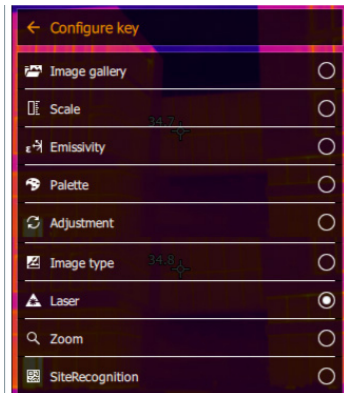 Configure key
Image gallery
Scale
34.7
ε Emissivity
Palette
Adjustment
Image type
34.8
Laser
Zoom
SiteRecognition